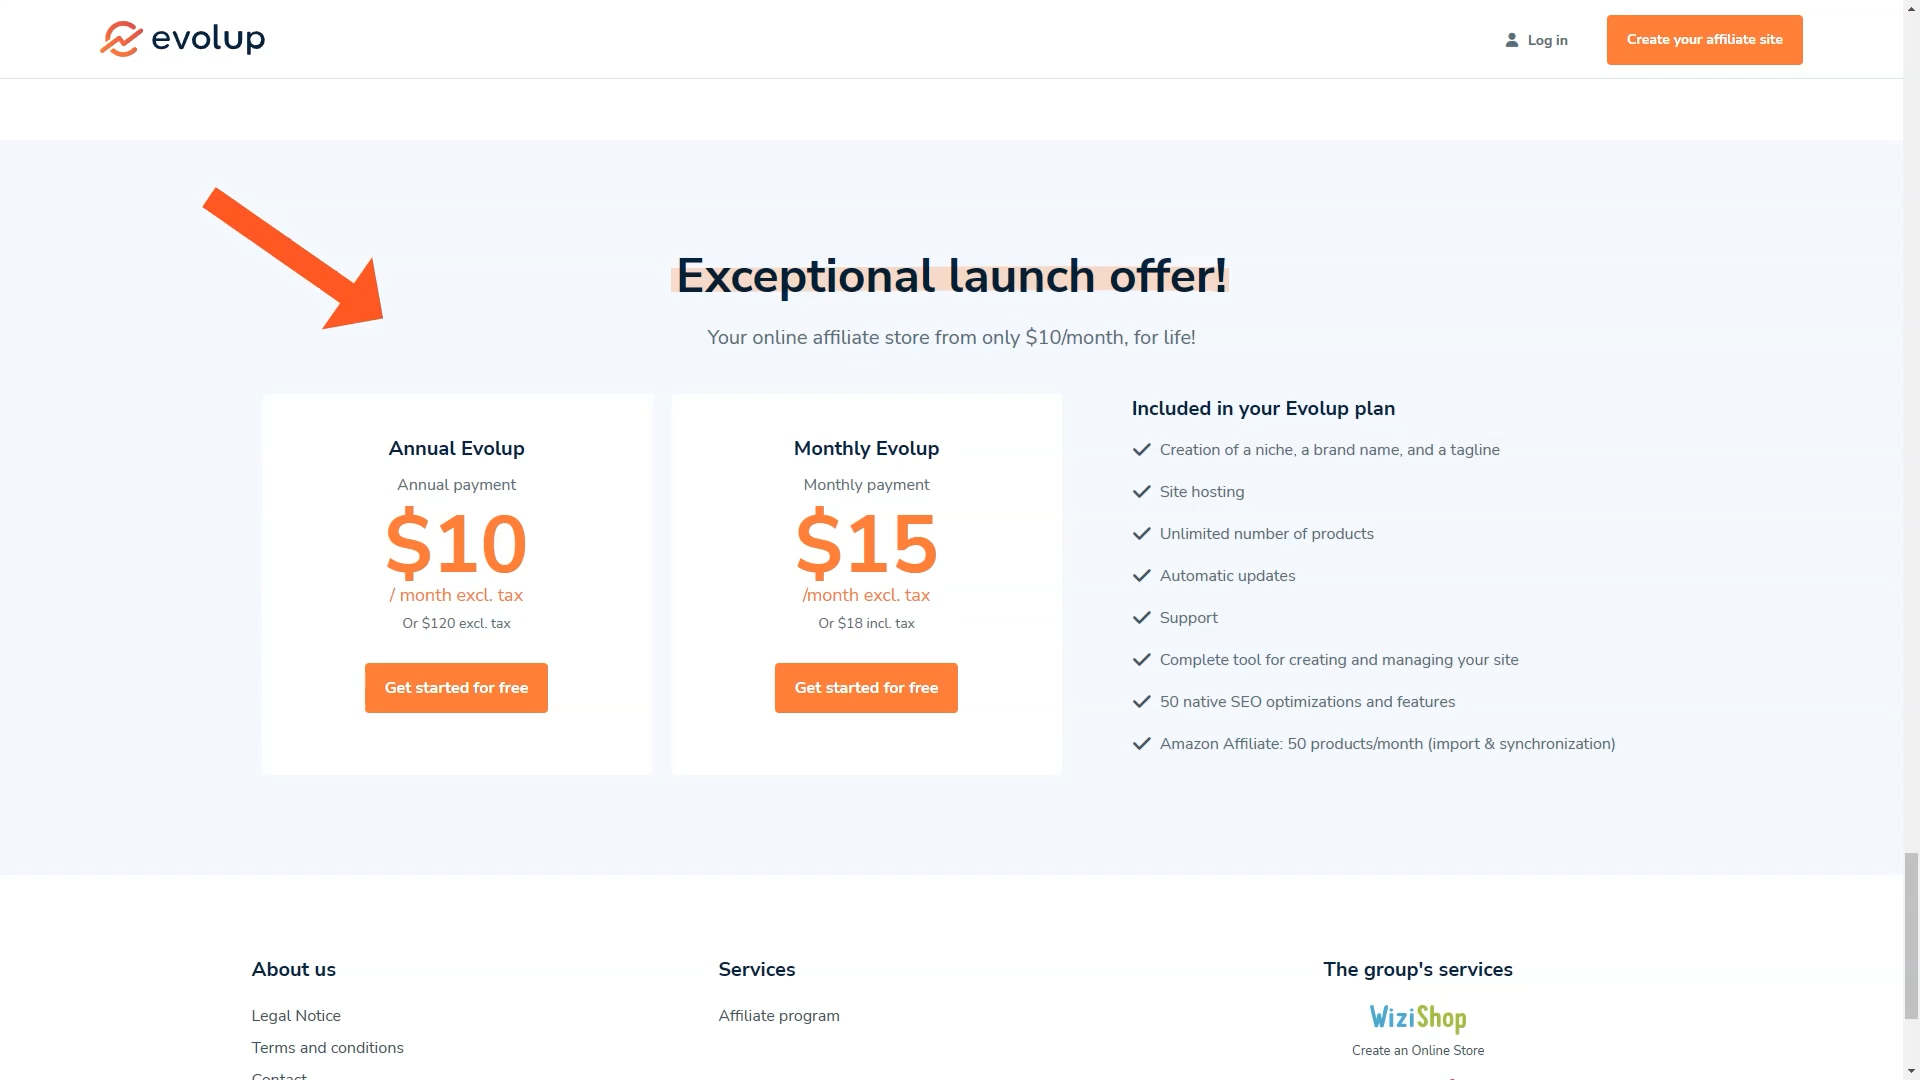 evolup
Log in
Create your affiliate site
Exceptional launch offer!
Your online affiliate store from only $10/month, for life!
Annual Evolup
Annual payment
$10
/ month excl. tax
Or $120 excl. tax
Get started for free
Monthly Evolup
Monthly payment
$15
/month excl. tax
Or $18 incl. tax
Get started for free
Included in your Evolup plan
Creation of a niche, a brand name, and a tagline
Site hosting
Unlimited number of products
Automatic updates
Support
Complete tool for creating and managing your site
50 native SEO optimizations and features
Amazon Affiliate: 50 products/month (import & synchronization)
About us
Legal Notice
Terms and conditions
Contact
Services
Affiliate program
The group's services
WiziShop
Create an Online Store